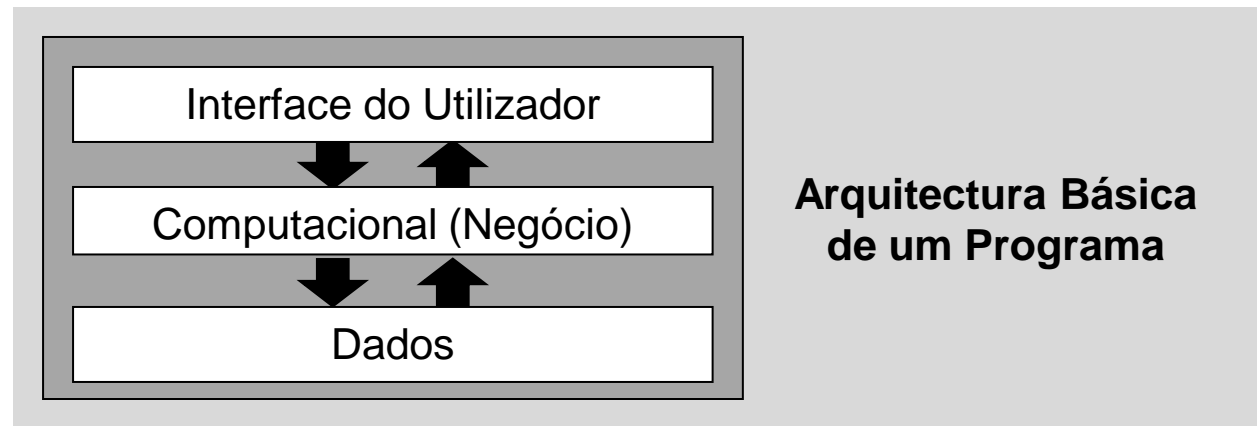 Interface do Utilizador
Computacional (Negócio)
Dados
Arquitectura Básica
de um Programa